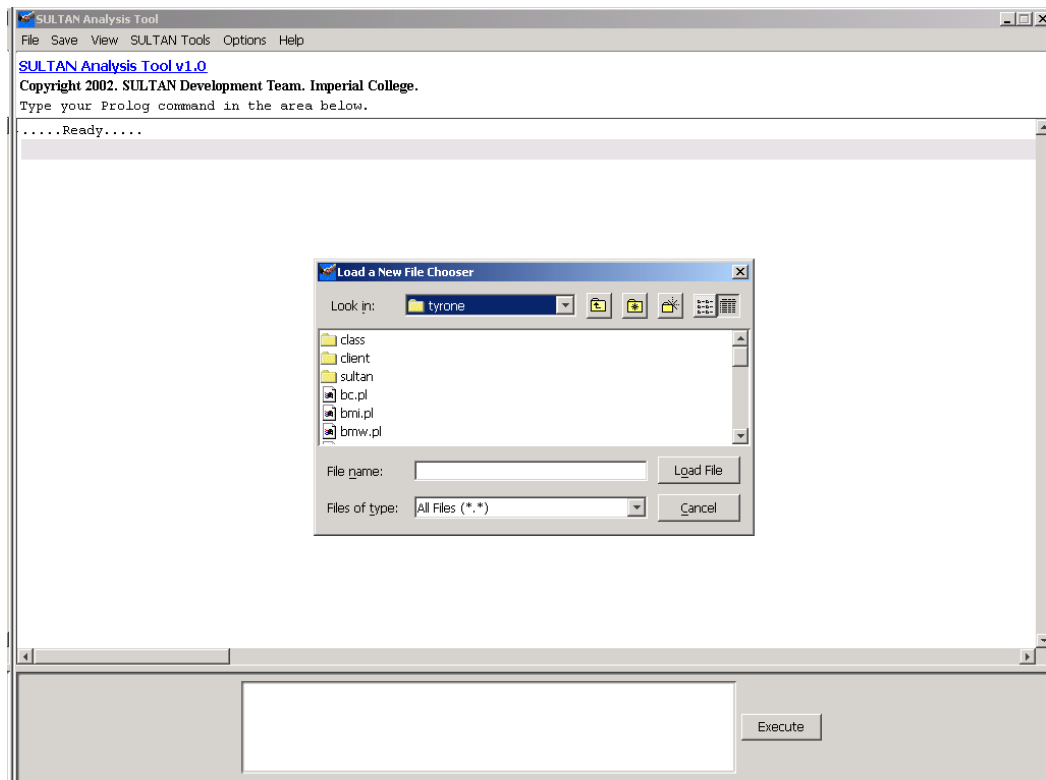 SULTAN Analysis Tool
File Save View SULTAN Tools Options Help
SULTAN Analysis Tool v1.0
Copyright 2002. SULTAN Development Team. Imperial College.
Type your Prolog command in the area below.
.....Ready.....
Load a New File Chooser
Look in: tyrone
class
client
sultan
bc.pl
bmi.pl
bmw.pl
File name: Load File
Files of type: All Files (*.*) Cancel
Execute